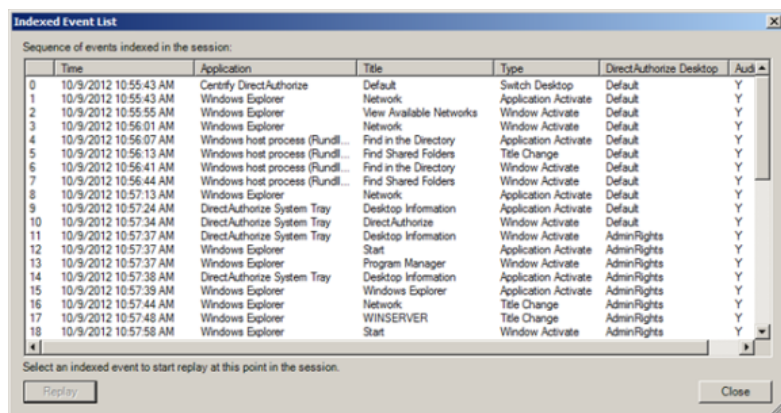 Indexed Event List
Sequence of events indexed in the session:
Time Application Title Type DirectAuthorize Desktop Audi
0 10/9/2012 10:55:43 AM Centrify DirectAuthorize Default Switch Desktop Default Y
1 10/9/2012 10:55:43 AM Windows Explorer Network Application Activate Default Y
2 10/9/2012 10:55:55 AM Windows Explorer View Available Networks Window Activate Default Y
3 10/9/2012 10:56:01 AM Windows Explorer Network Window Activate Default Y
4 10/9/2012 10:56:07 AM Windows host process (Rundll... Find in the Directory Application Activate Default Y
5 10/9/2012 10:56:13 AM Windows host process (Rundll... Find Shared Folders Title Change Default Y
6 10/9/2012 10:56:41 AM Windows host process (Rundll... Find in the Directory Window Activate Default Y
7 10/9/2012 10:56:44 AM Windows host process (Rundll... Find Shared Folders Window Activate Default Y
8 10/9/2012 10:57:13 AM Windows Explorer Network Application Activate Default Y
9 10/9/2012 10:57:24 AM DirectAuthorize System Tray Desktop Information Application Activate Default Y
10 10/9/2012 10:57:34 AM DirectAuthorize System Tray DirectAuthorize Window Activate Default Y
11 10/9/2012 10:57:37 AM DirectAuthorize System Tray Desktop Information Window Activate AdminRights Y
12 10/9/2012 10:57:37 AM Windows Explorer Start Application Activate AdminRights Y
13 10/9/2012 10:57:37 AM Windows Explorer Program Manager Window Activate AdminRights Y
14 10/9/2012 10:57:38 AM DirectAuthorize System Tray Desktop Information Application Activate AdminRights Y
15 10/9/2012 10:57:39 AM Windows Explorer Windows Explorer Application Activate AdminRights Y
16 10/9/2012 10:57:44 AM Windows Explorer Network Title Change AdminRights Y
17 10/9/2012 10:57:48 AM Windows Explorer WINSERVER Title Change AdminRights Y
18 10/9/2012 10:57:58 AM Windows Explorer Start Window Activate AdminRights Y
Select an indexed event to start replay at this point in the session.
Replay Close